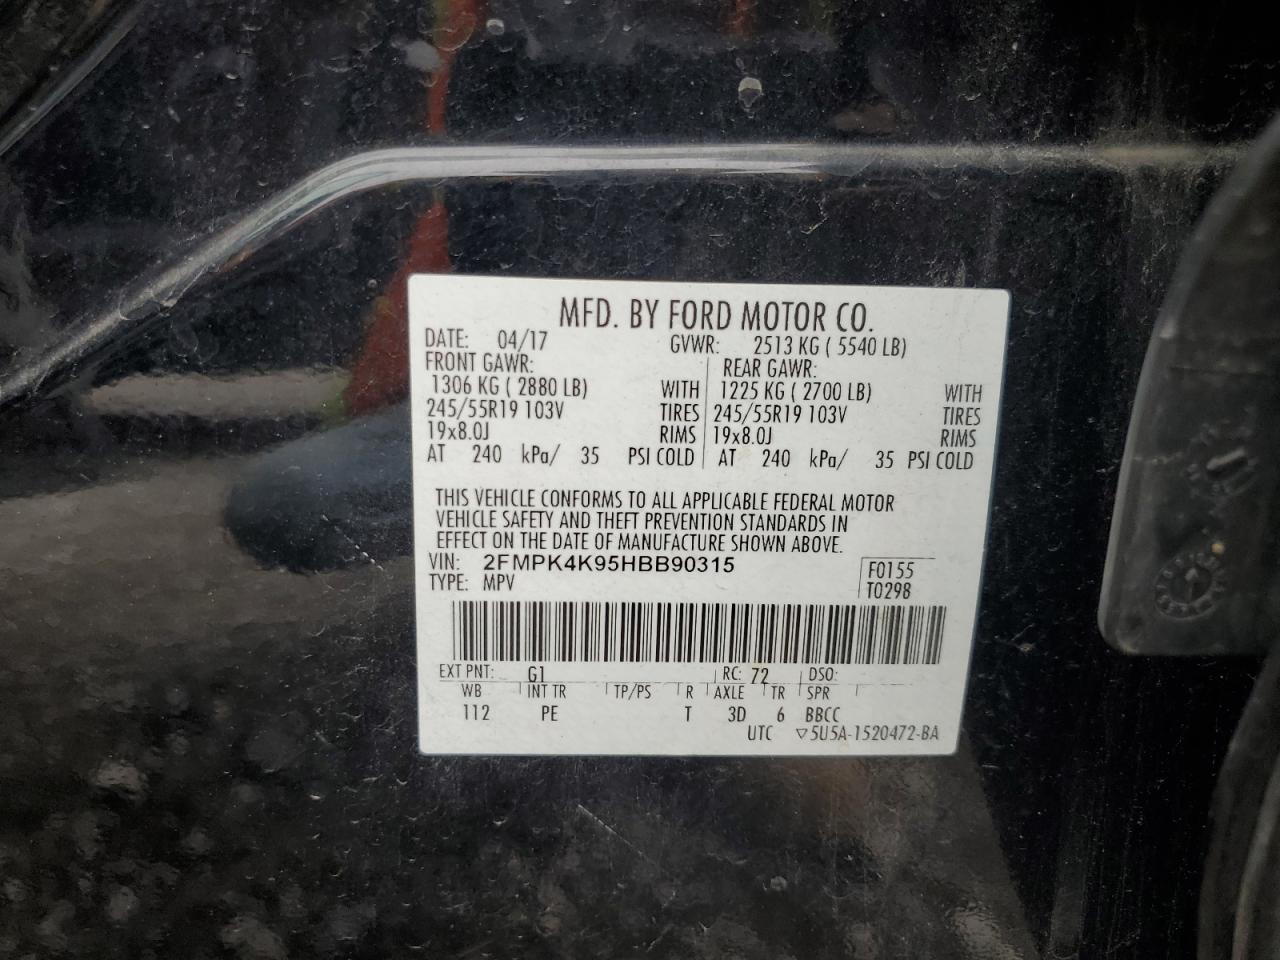 MFD. BY FORD MOTOR CO.
DATE: 04/17 GVWR: 2513 KG ( 5540 LB)
FRONT GAWR: REAR GAWR:
1306 KG ( 2880 LB) WITH 1225 KG ( 2700 LB) WITH
245/55R19 103V TIRES 245/55R19 103V TIRES
19x8.0J RIMS 19x8.0J RIMS
AT 240 kPa/ 35 PSI COLD AT 240 kPa/ 35 PSI COLD
THIS VEHICLE CONFORMS TO ALL APPLICABLE FEDERAL MOTOR
VEHICLE SAFETY AND THEFT PREVENTION STANDARDS IN
EFFECT ON THE DATE OF MANUFACTURE SHOWN ABOVE.
VIN: 2FMPK4K95HBB90315 F0155
TYPE: MPV T0298
EXT PNT: G1 RC: 72 DSO:
WB INT TR TP/PS R AXLE TR SPR
112 PE T 3D 6 BBCC
UTC ▽5U5A-1520472-BA